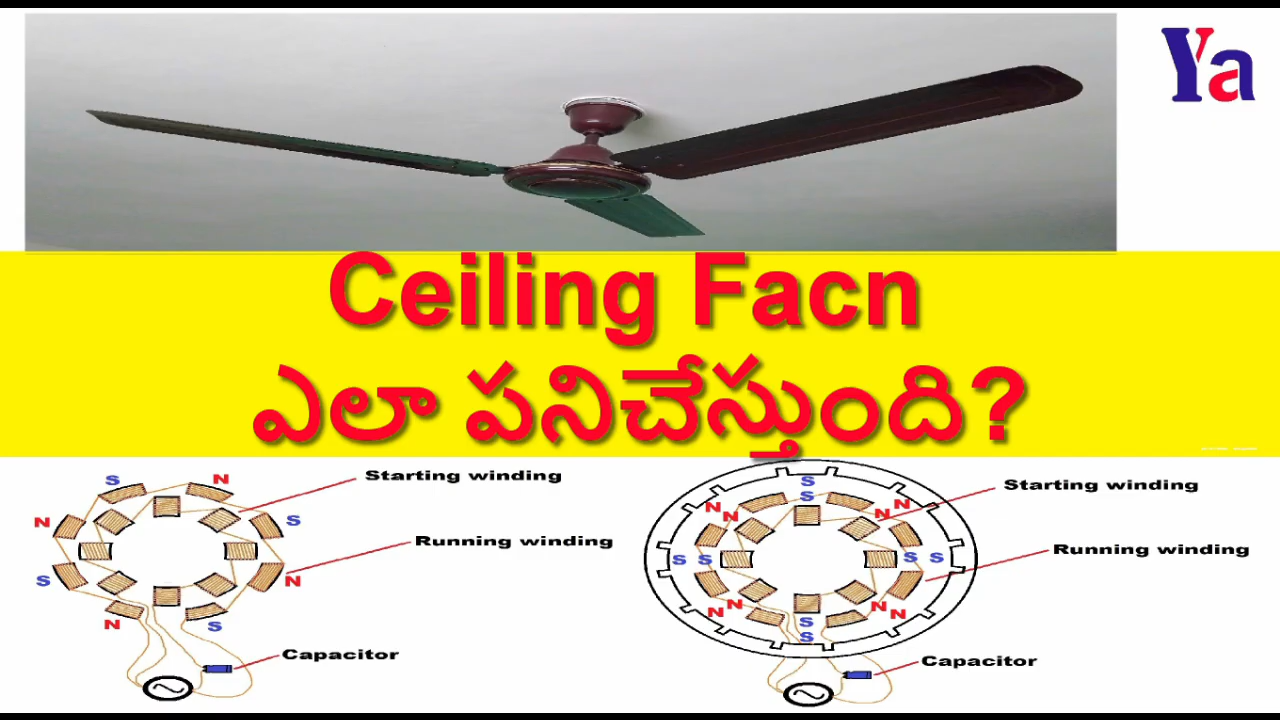 Ya
Ceiling Facn
ఎలా పనిచేస్తుంది?
S
N
Starting winding
N
S
Running winding
S
N
N
S
Capacitor
S
S
Starting winding
N
N
N
N
Running winding
S
S
S
S
N
N
N
N
S
S
Capacitor